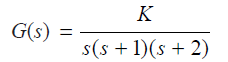 G(s) = K / s(s + 1)(s + 2)